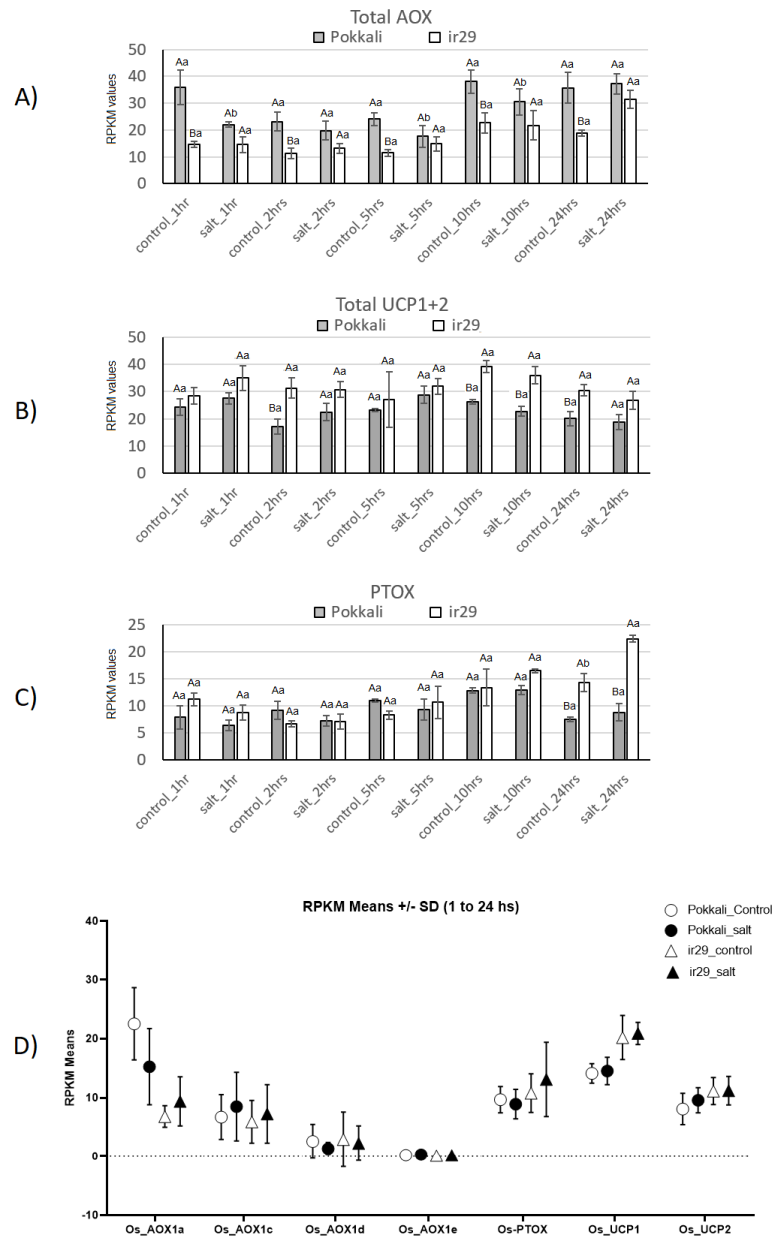 Total AOX
Pokkali ir29
A)
RPKM values
50
40
30
20
10
0
Aa Ba Ab Aa Aa Ba Aa Aa Aa Ba Ab Aa Aa Ba Ab Aa Aa Ba Aa Aa
control_1hr salt_1hr control_2hrs salt_2hrs control_5hrs salt_5hrs control_10hrs salt_10hrs control_24hrs salt_24hrs
Total UCP1+2
Pokkali ir29
B)
RPKM values
50
40
30
20
10
0
Aa Aa Aa Aa Ba Aa Aa Aa Aa Aa Aa Aa Ba Aa Ba Aa Ba Aa Aa Aa
control_1hr salt_1hr control_2hrs salt_2hrs control_5hrs salt_5hrs control_10hrs salt_10hrs control_24hrs salt_24hrs
PTOX
Pokkali ir29
C)
RPKM values
25
20
15
10
5
0
Aa Aa Aa Aa Aa Aa Aa Aa Aa Aa Aa Aa Aa Aa Aa Aa Ba Ab Ba Aa
control_1hr salt_1hr control_2hrs salt_2hrs control_5hrs salt_5hrs control_10hrs salt_10hrs control_24hrs salt_24hrs
D)
RPKM Means +/- SD (1 to 24 hs)
Pokkali_Control
Pokkali_salt
ir29_control
ir29_salt
RPKM Means
40
30
20
10
0
-10
Os_AOX1a Os_AOX1c Os_AOX1d Os_AOX1e Os-PTOX Os_UCP1 Os_UCP2